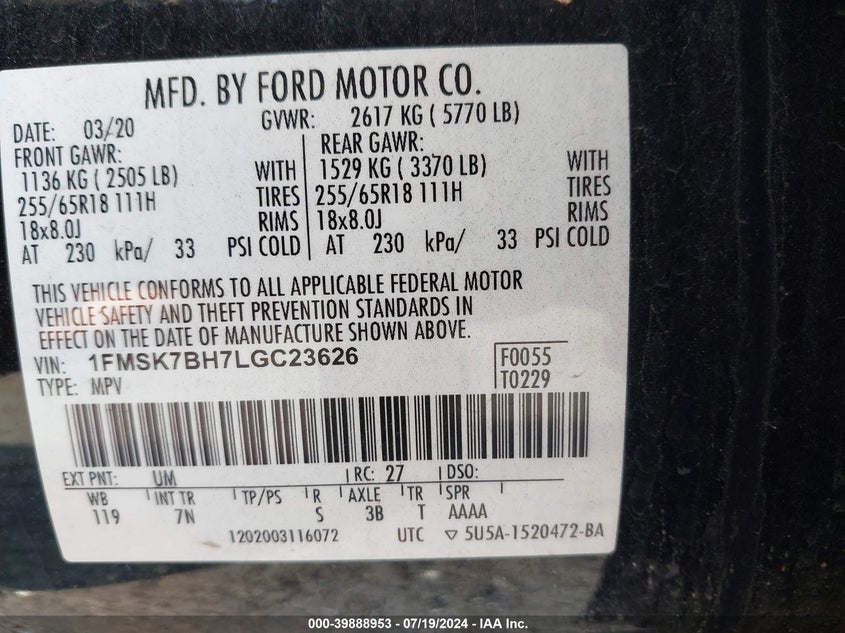 MFD. BY FORD MOTOR CO.
DATE: 03/20 GVWR: 2617 KG ( 5770 LB)
FRONT GAWR: REAR GAWR:
1136 KG ( 2505 LB) WITH 1529 KG ( 3370 LB) WITH
255/65R18 111H TIRES 255/65R18 111H TIRES
18x8.0J RIMS 18x8.0J RIMS
AT 230 kPa/ 33 PSI COLD AT 230 kPa/ 33 PSI COLD
THIS VEHICLE CONFORMS TO ALL APPLICABLE FEDERAL MOTOR
VEHICLE SAFETY AND THEFT PREVENTION STANDARDS IN
EFFECT ON THE DATE OF MANUFACTURE SHOWN ABOVE.
VIN: 1FMSK7BH7LGC23626 F0055
TYPE: MPV T0229
EXT PNT: UM RC: 27 DSO:
WB INT TR TP/PS R AXLE TR SPR
119 7N S 3B T AAAA
1202003116072 UTC ▽ 5U5A-1520472-BA
000-39888953 / 07/19/2024 / IAA Inc.